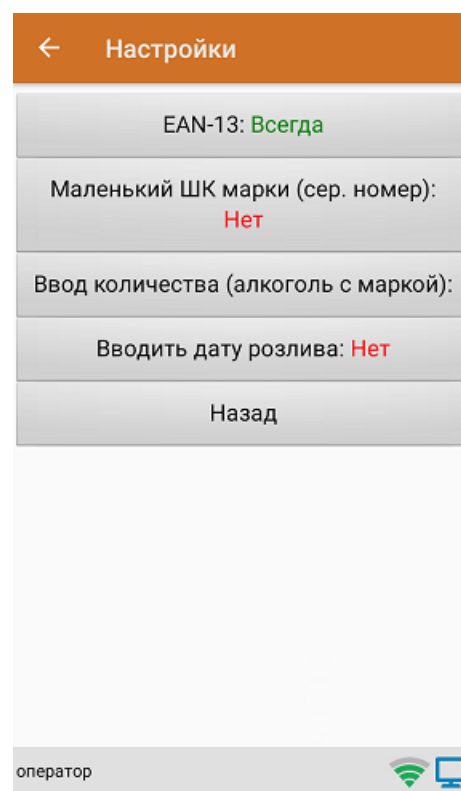 Настройки
EAN-13: Всегда
Маленький ШК марки (сер. номер):
Нет
Ввод количества (алкоголь с маркой):
Вводить дату розлива: Нет
Назад
оператор